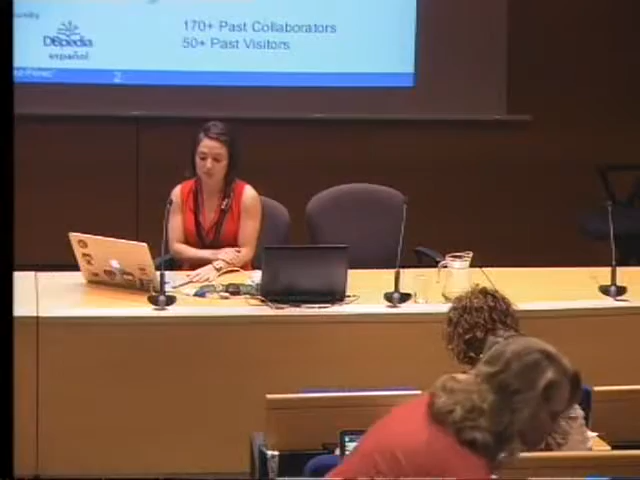 170+ Past Collaborators
DBpedia
50+ Past Visitors
español
2